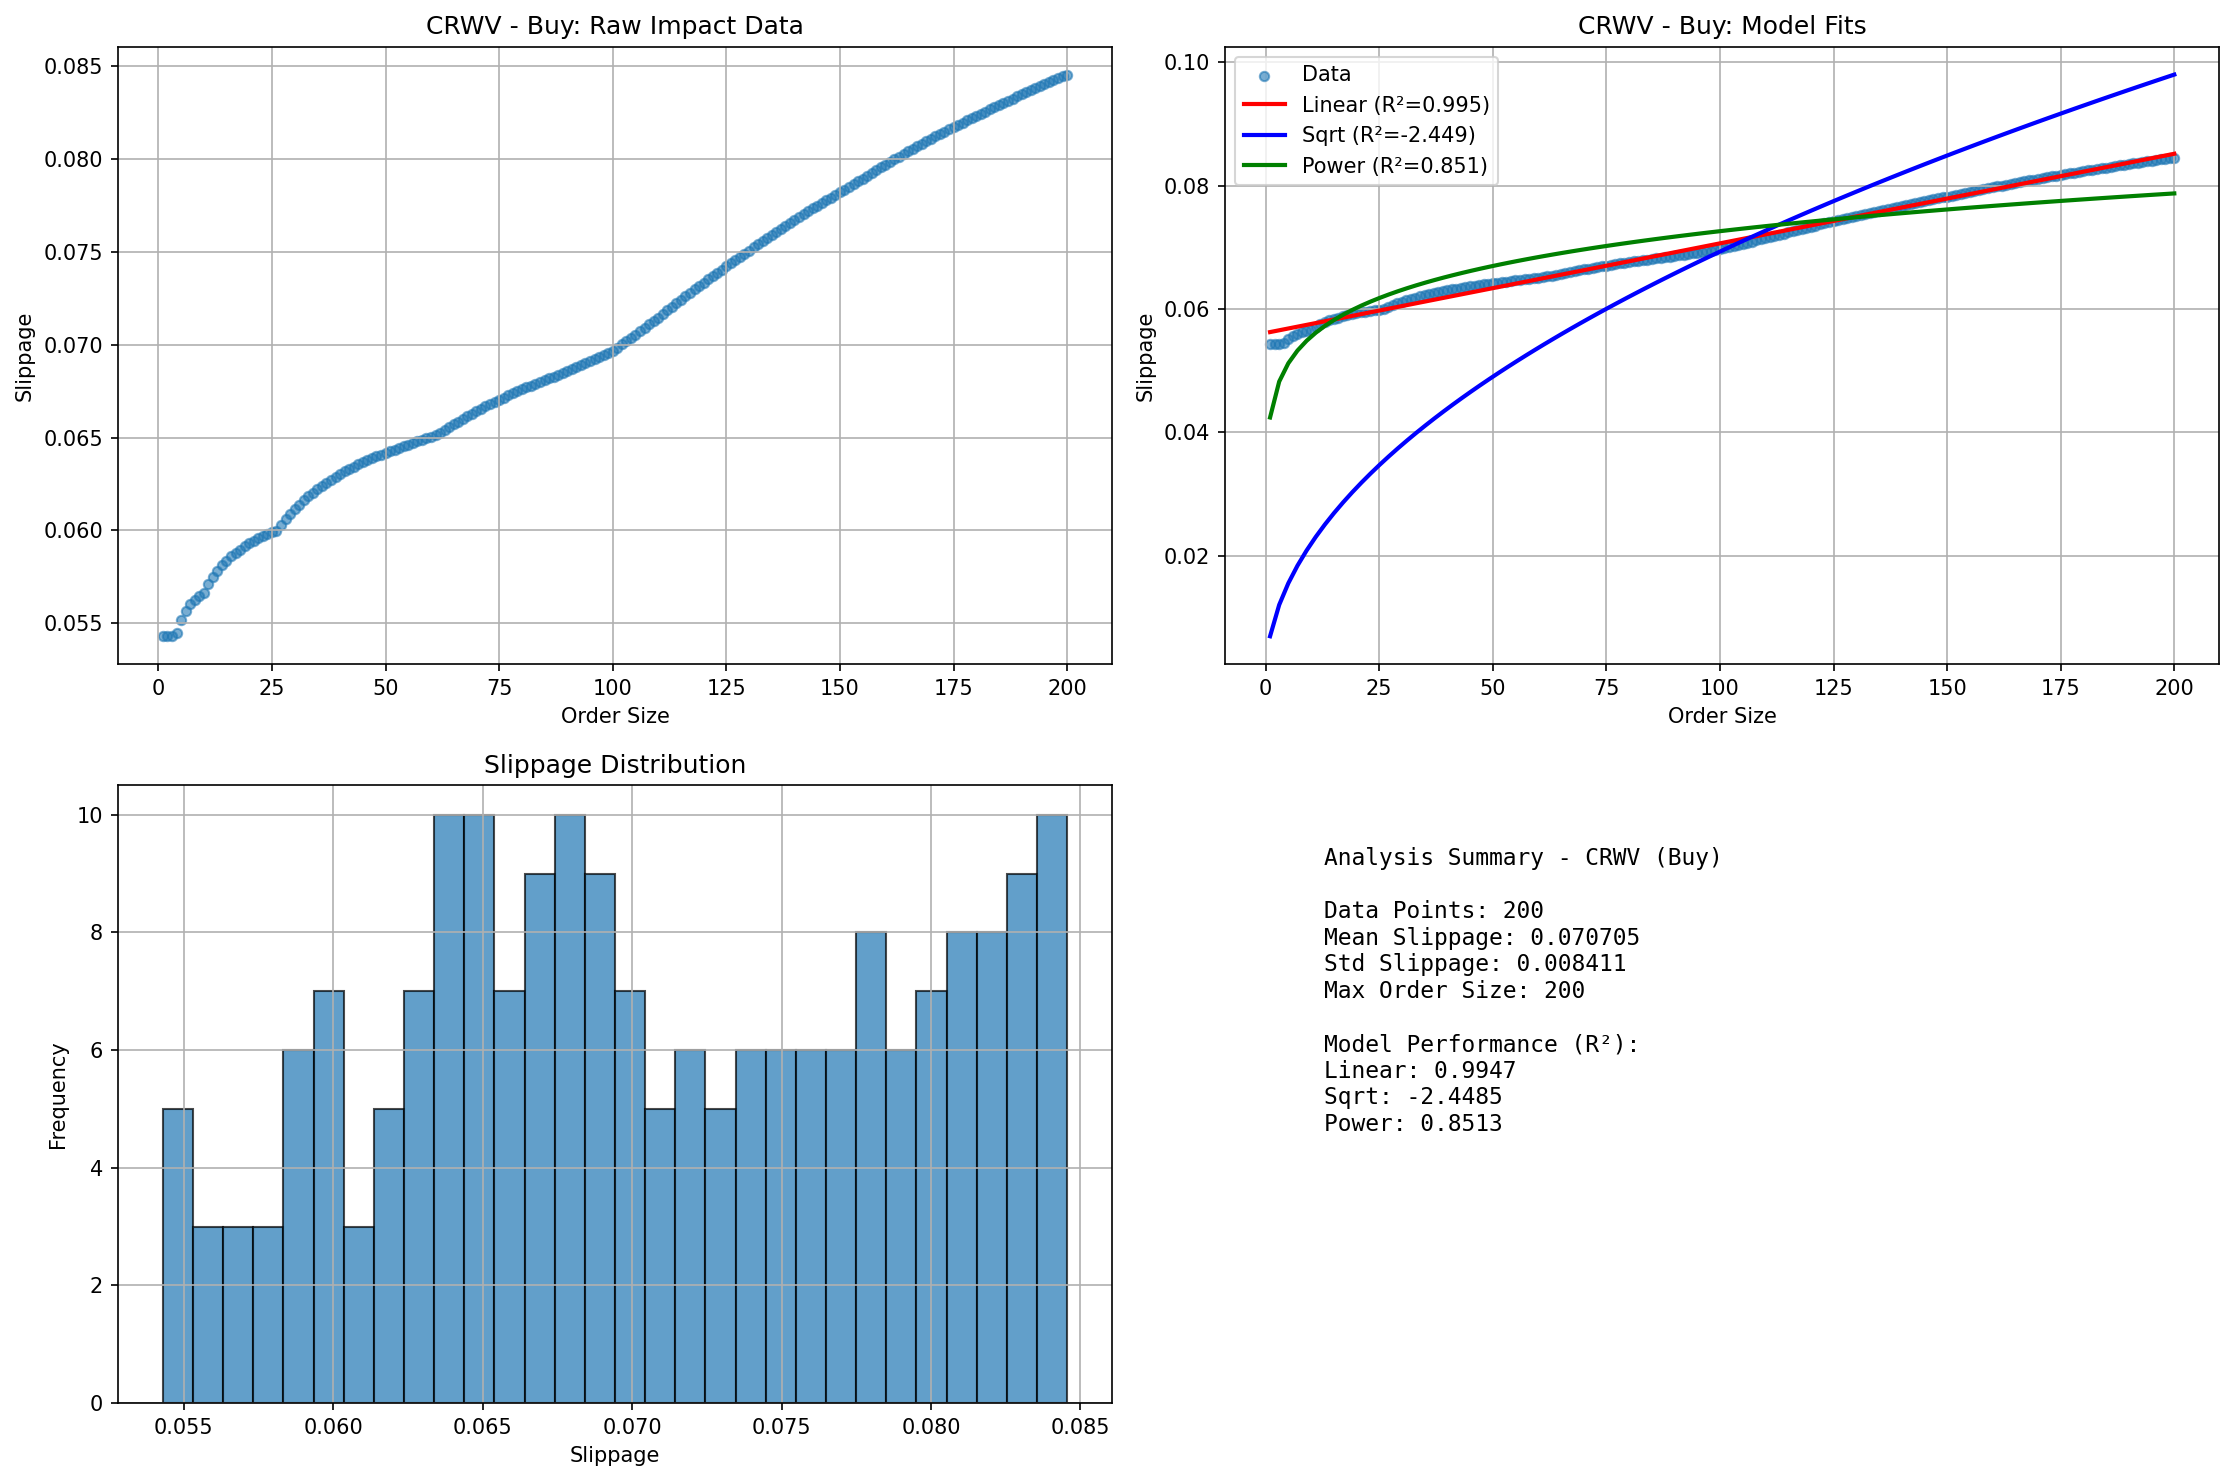 CRWV - Buy: Raw Impact Data
0.085
0.080
0.075
0.070
0.065
0.060
0.055
Slippage
0 25 50 75 100 125 150 175 200
Order Size
CRWV - Buy: Model Fits
Data
Linear (R²=0.995)
Sqrt (R²=-2.449)
Power (R²=0.851)
0.10
0.08
0.06
0.04
0.02
Slippage
0 25 50 75 100 125 150 175 200
Order Size
Slippage Distribution
10
8
6
4
2
0
Frequency
0.055 0.060 0.065 0.070 0.075 0.080 0.085
Slippage
Analysis Summary - CRWV (Buy)
Data Points: 200
Mean Slippage: 0.070705
Std Slippage: 0.008411
Max Order Size: 200
Model Performance (R²):
Linear: 0.9947
Sqrt: -2.4485
Power: 0.8513